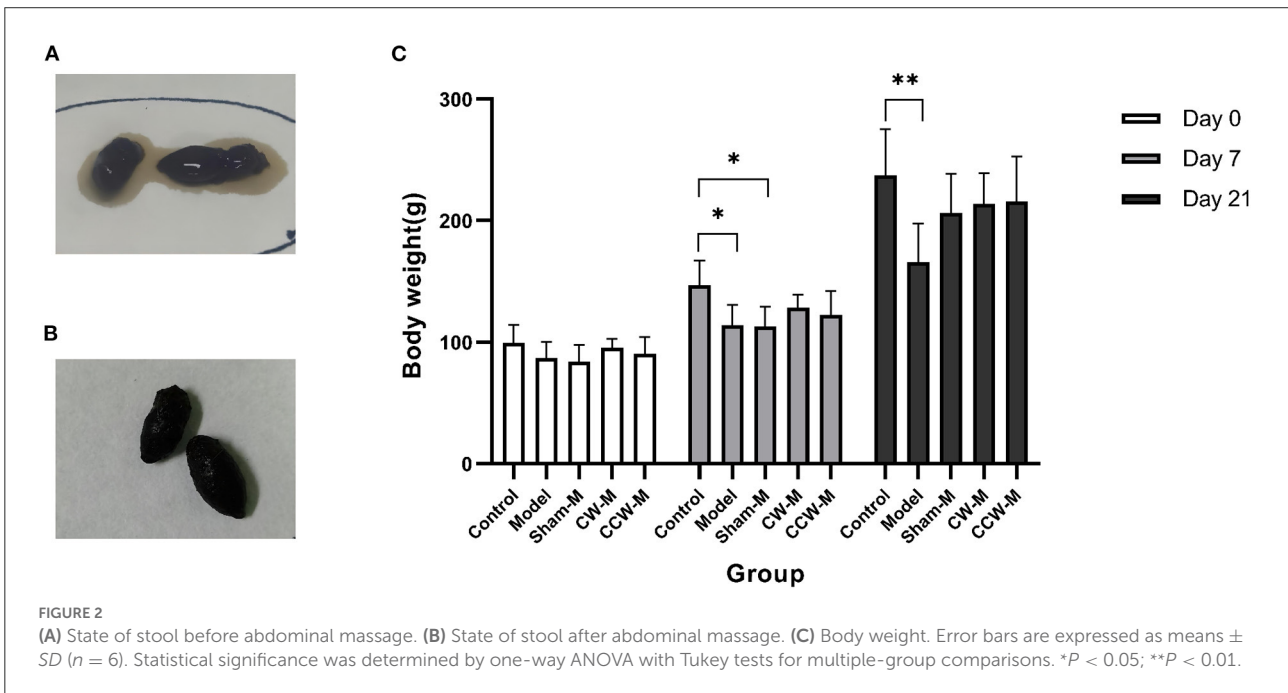 A
B
C
**
*
*
300
200
100
0
Body weight(g)
Day 0
Day 7
Day 21
Control
Model
Sham-M
CW-M
CCW-M
Control
Model
Sham-M
CW-M
CCW-M
Control
Model
Sham-M
CW-M
CCW-M
Group
FIGURE 2
(A) State of stool before abdominal massage. (B) State of stool after abdominal massage. (C) Body weight. Error bars are expressed as means ±
SD (n = 6). Statistical significance was determined by one-way ANOVA with Tukey tests for multiple-group comparisons. *P < 0.05; **P < 0.01.